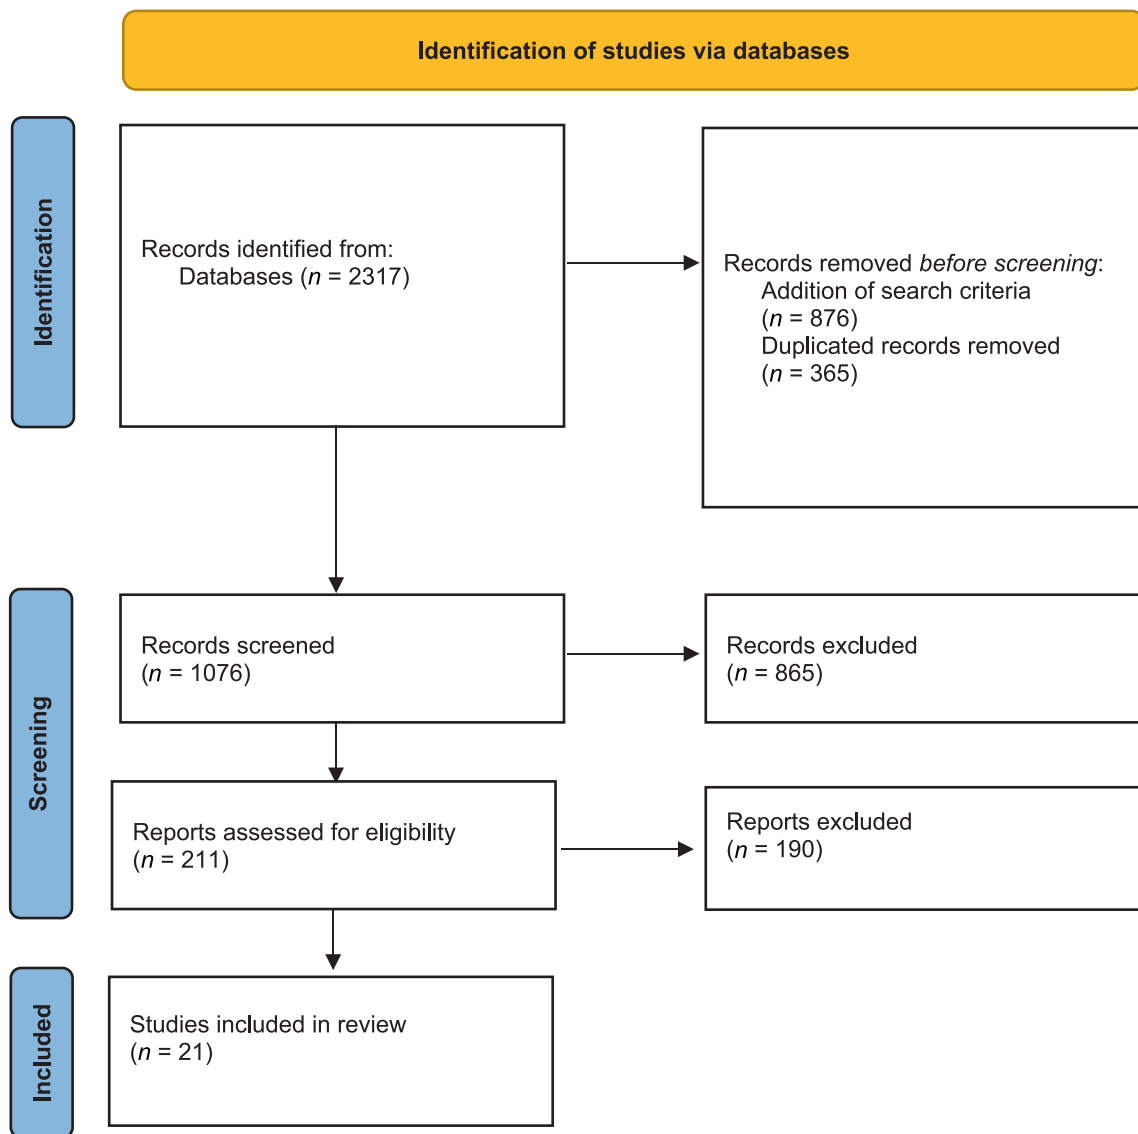 Identification of studies via databases
Identification
Records identified from:
Databases (n = 2317)
Records removed before screening:
Addition of search criteria
(n = 876)
Duplicated records removed
(n = 365)
Screening
Records screened
(n = 1076)
Records excluded
(n = 865)
Reports assessed for eligibility
(n = 211)
Reports excluded
(n = 190)
Included
Studies included in review
(n = 21)